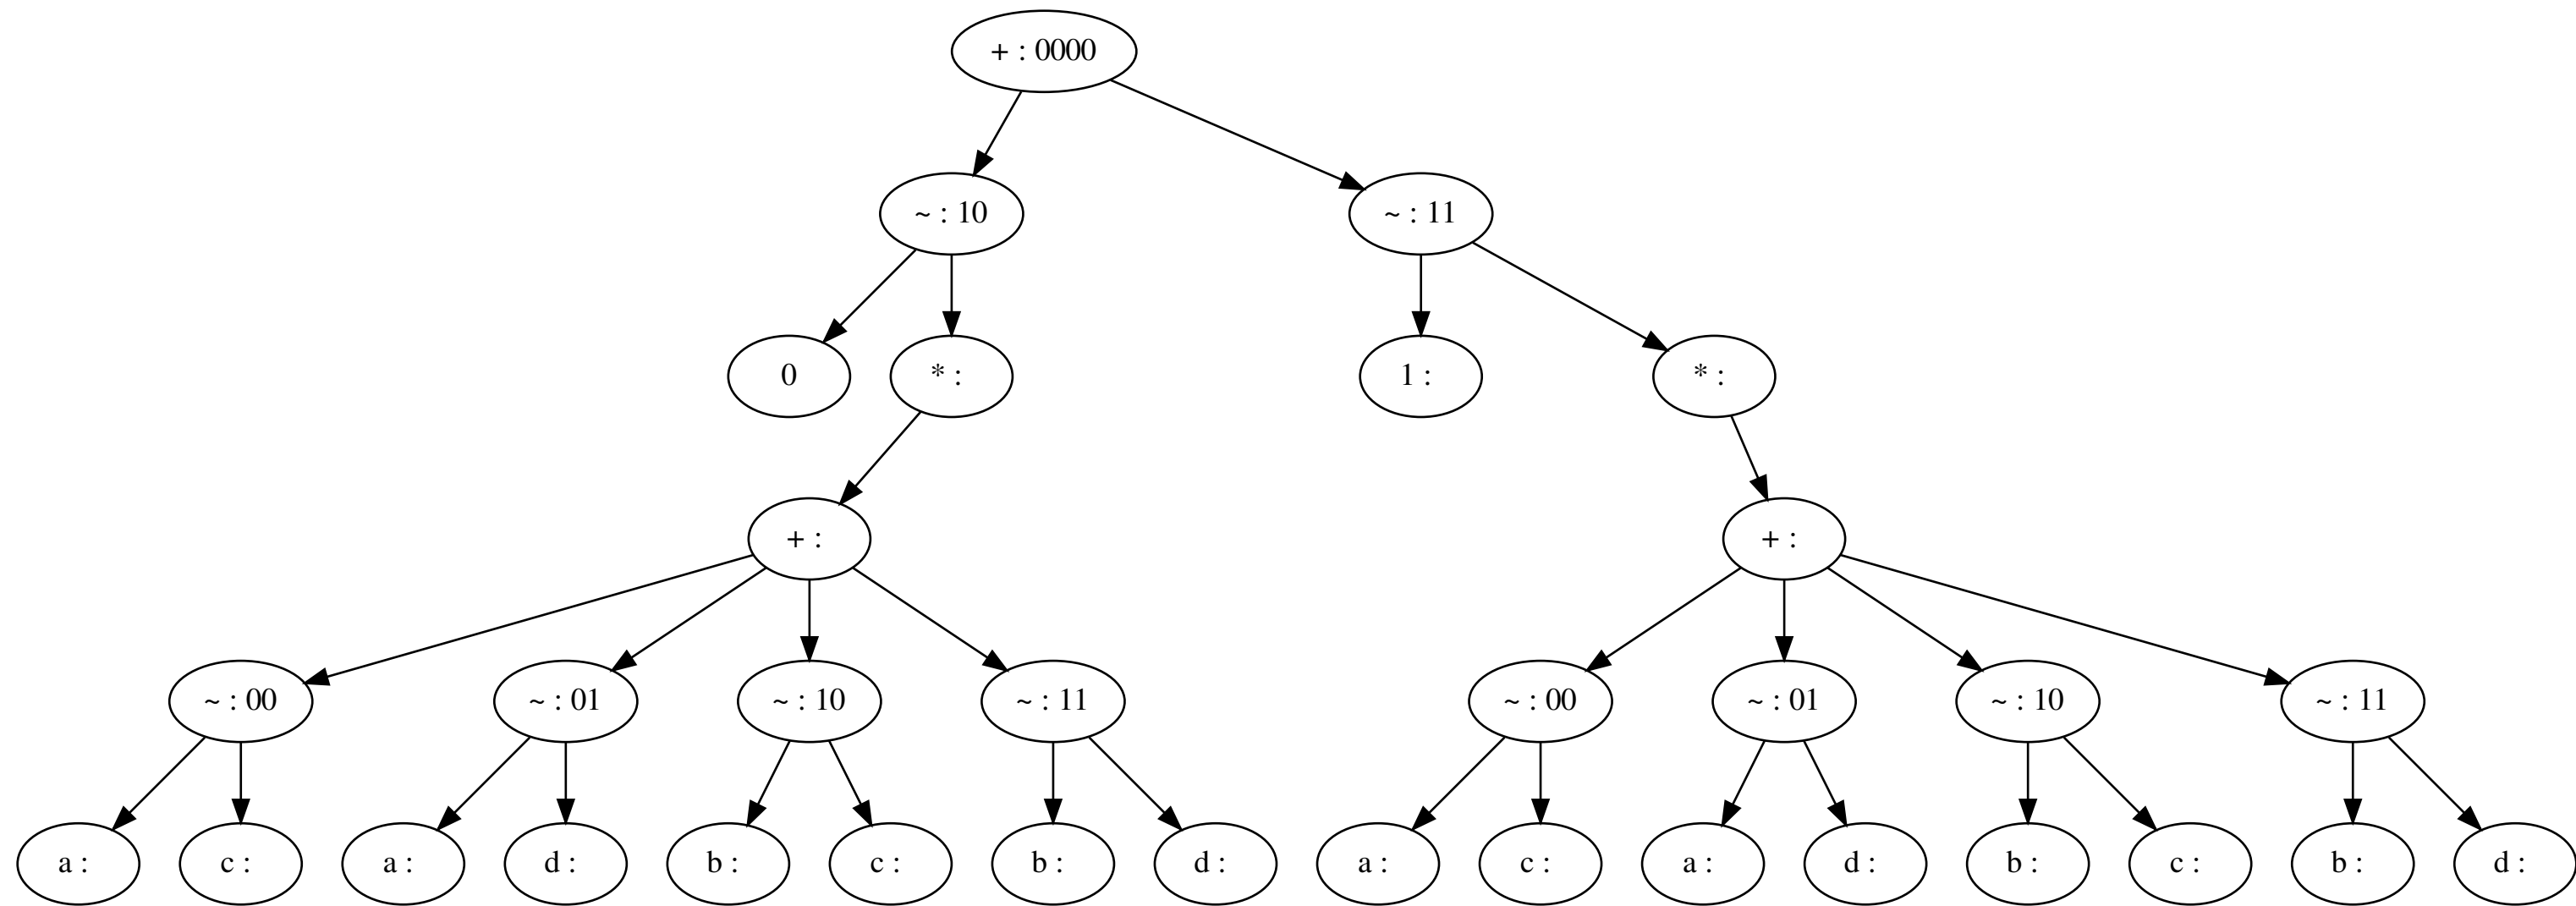 + : 0000
~ : 10
~ : 11
0
* :
1 :
* :
+ :
+ :
~ : 00
~ : 01
~ : 10
~ : 11
~ : 00
~ : 01
~ : 10
~ : 11
a :
c :
a :
d :
b :
c :
b :
d :
a :
c :
a :
d :
b :
c :
b :
d :